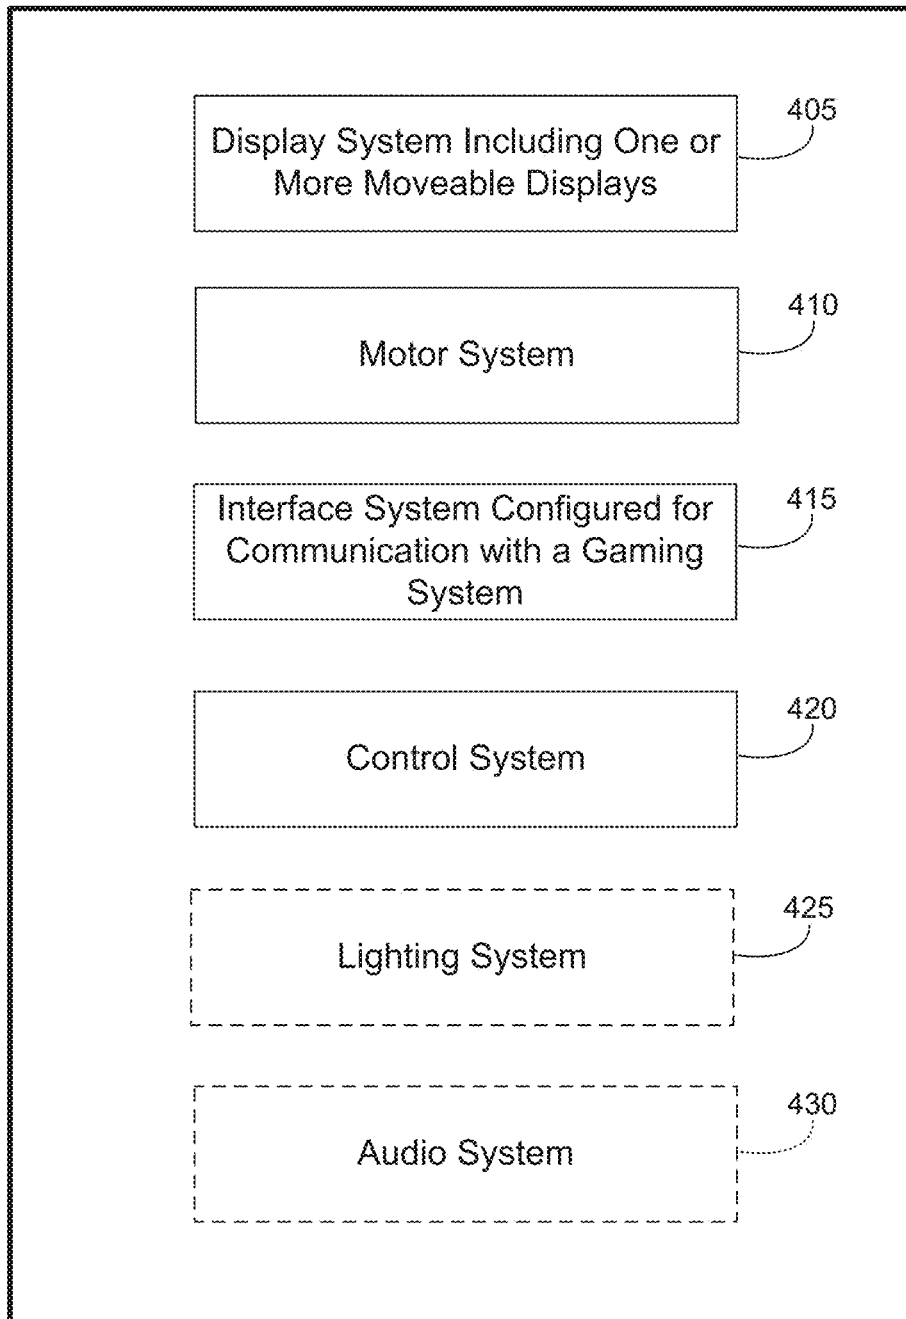 405
Display System Including One or
More Moveable Displays
410
Motor System
415
Interface System Configured for
Communication with a Gaming
System
420
Control System
425
Lighting System
430
Audio System